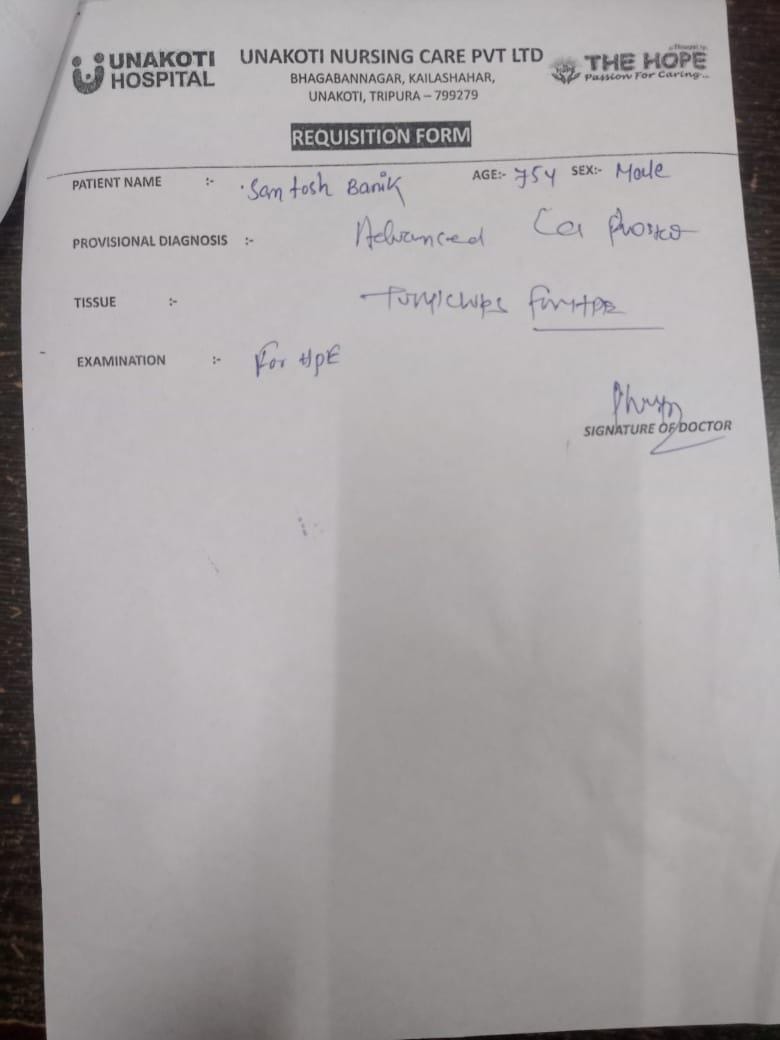 UNAKOTI HOSPITAL
UNAKOTI NURSING CARE PVT LTD
BHAGABANNAGAR, KAILASHAHAR,
UNAKOTI, TRIPURA – 799279
THE HOPE
Passion For Caring...
REQUISITION FORM
PATIENT NAME :- Santosh Banik AGE:- 75Y SEX:- Male
PROVISIONAL DIAGNOSIS :- Advanced Ca
TISSUE :-
EXAMINATION :- For HPE
SIGNATURE OF DOCTOR